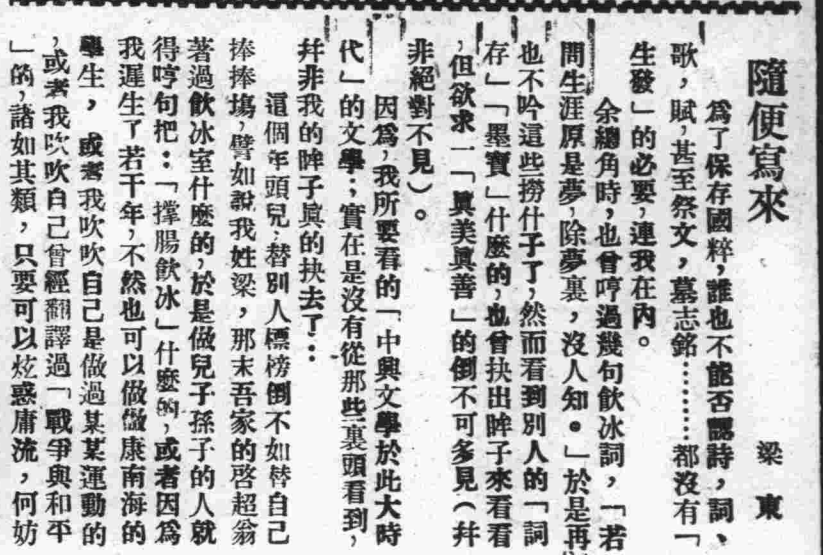 隨便寫來
梁東
爲了保存國粹,誰也不能否認詩,詞、
歌,賦,甚至祭文,墓志銘………都沒有「
生發」的必要,連我在內。
余總角時,也曾哼過幾句飲冰詞,「若
問生涯原是夢,除夢裏,沒人知。」於是再
也不吟這些撈什子了,然而看到別人的「詞
存」「墨寶」什麼的,也曾抉出眸子來看看
,但欲求一「眞美眞善」的倒不可多見(幷
非絕對不見)。
因爲,我所要看的「中興文學於此大時
代」的文學;實在是沒有從那些裏頭看到,
幷非我的眸子眞的抉去了:
這個年頭兒,替別人標榜倒不如替自己
捧捧塲,譬如說我姓梁,那末吾家的啓超翁
著過飲冰室什麼的,於是做兒子孫子的人就
得哼句把:「撑腸飲冰」什麼的,或者因爲
我遲生了若干年,不然也可以做做康南海的
學生,或者我吹吹自己是做過某某運動的
,或者我吹吹自己曾經翻譯過「戰爭與和平
」的,諸如其類,只要可以炫惑庸流,何妨